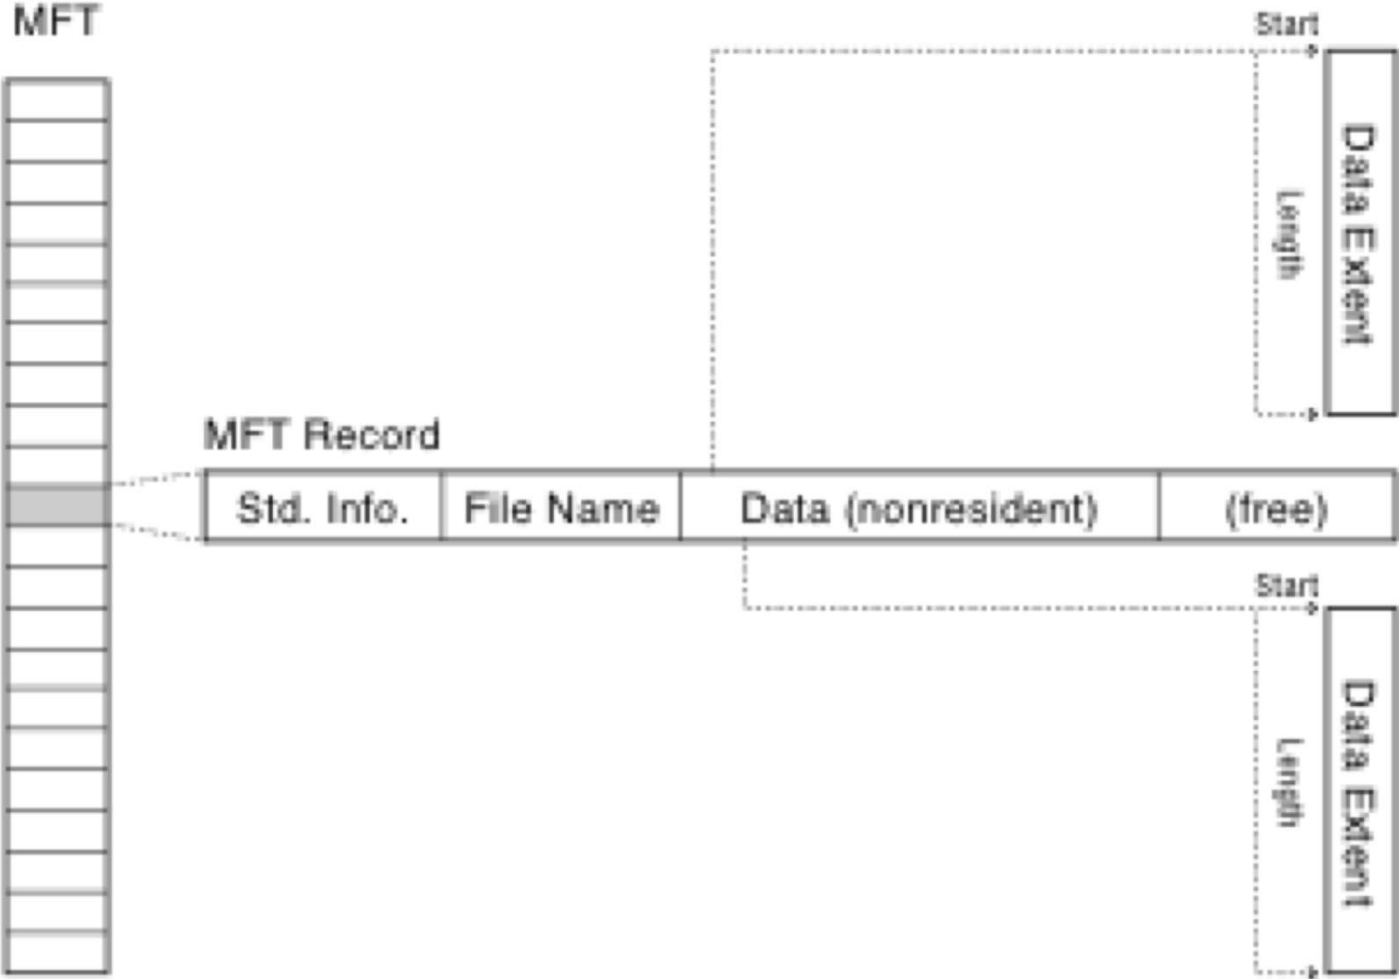 MFT
Start
Data Extent
Length
MFT Record
Std. Info.
File Name
Data (nonresident)
(free)
Start
Data Extent
Length